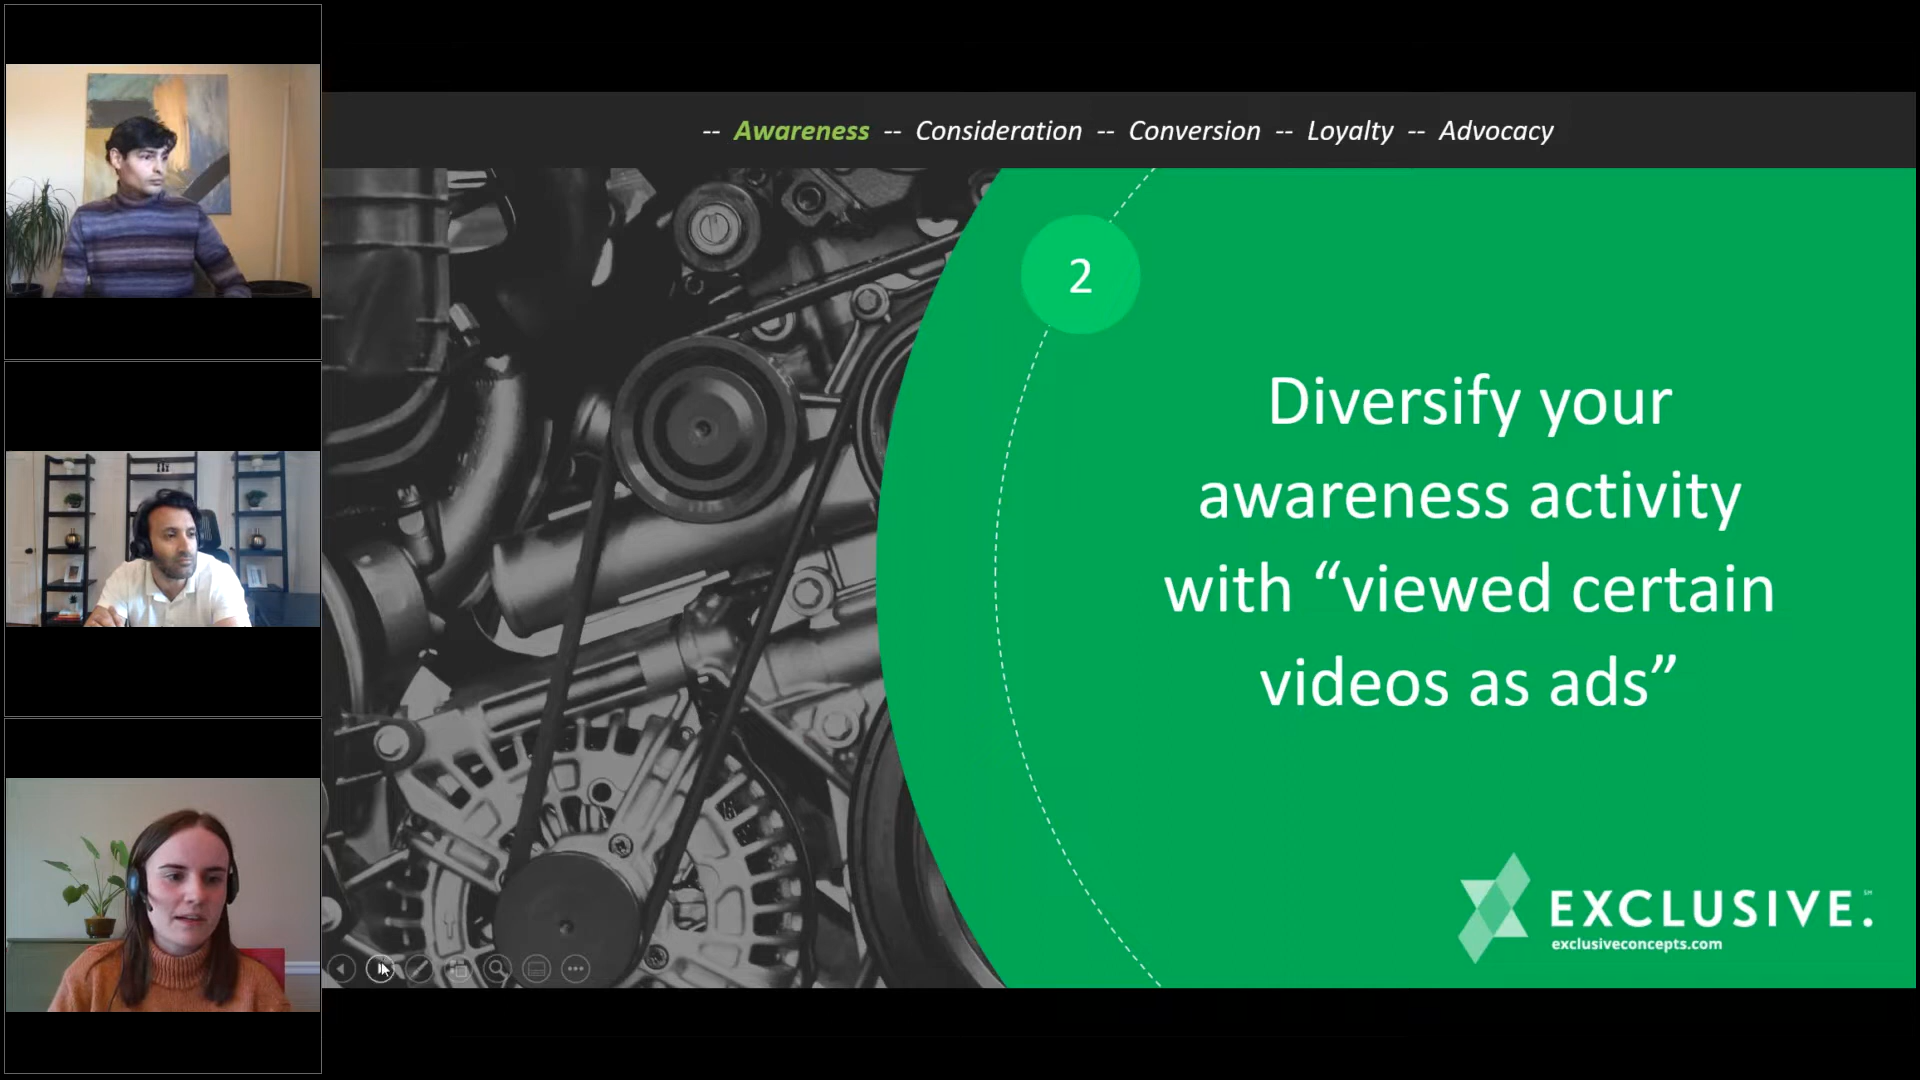 -- Awareness -- Consideration -- Conversion -- Loyalty -- Advocacy
2
Diversify your
awareness activity
with “viewed certain
videos as ads”
EXCLUSIVE. SM
exclusiveconcepts.com